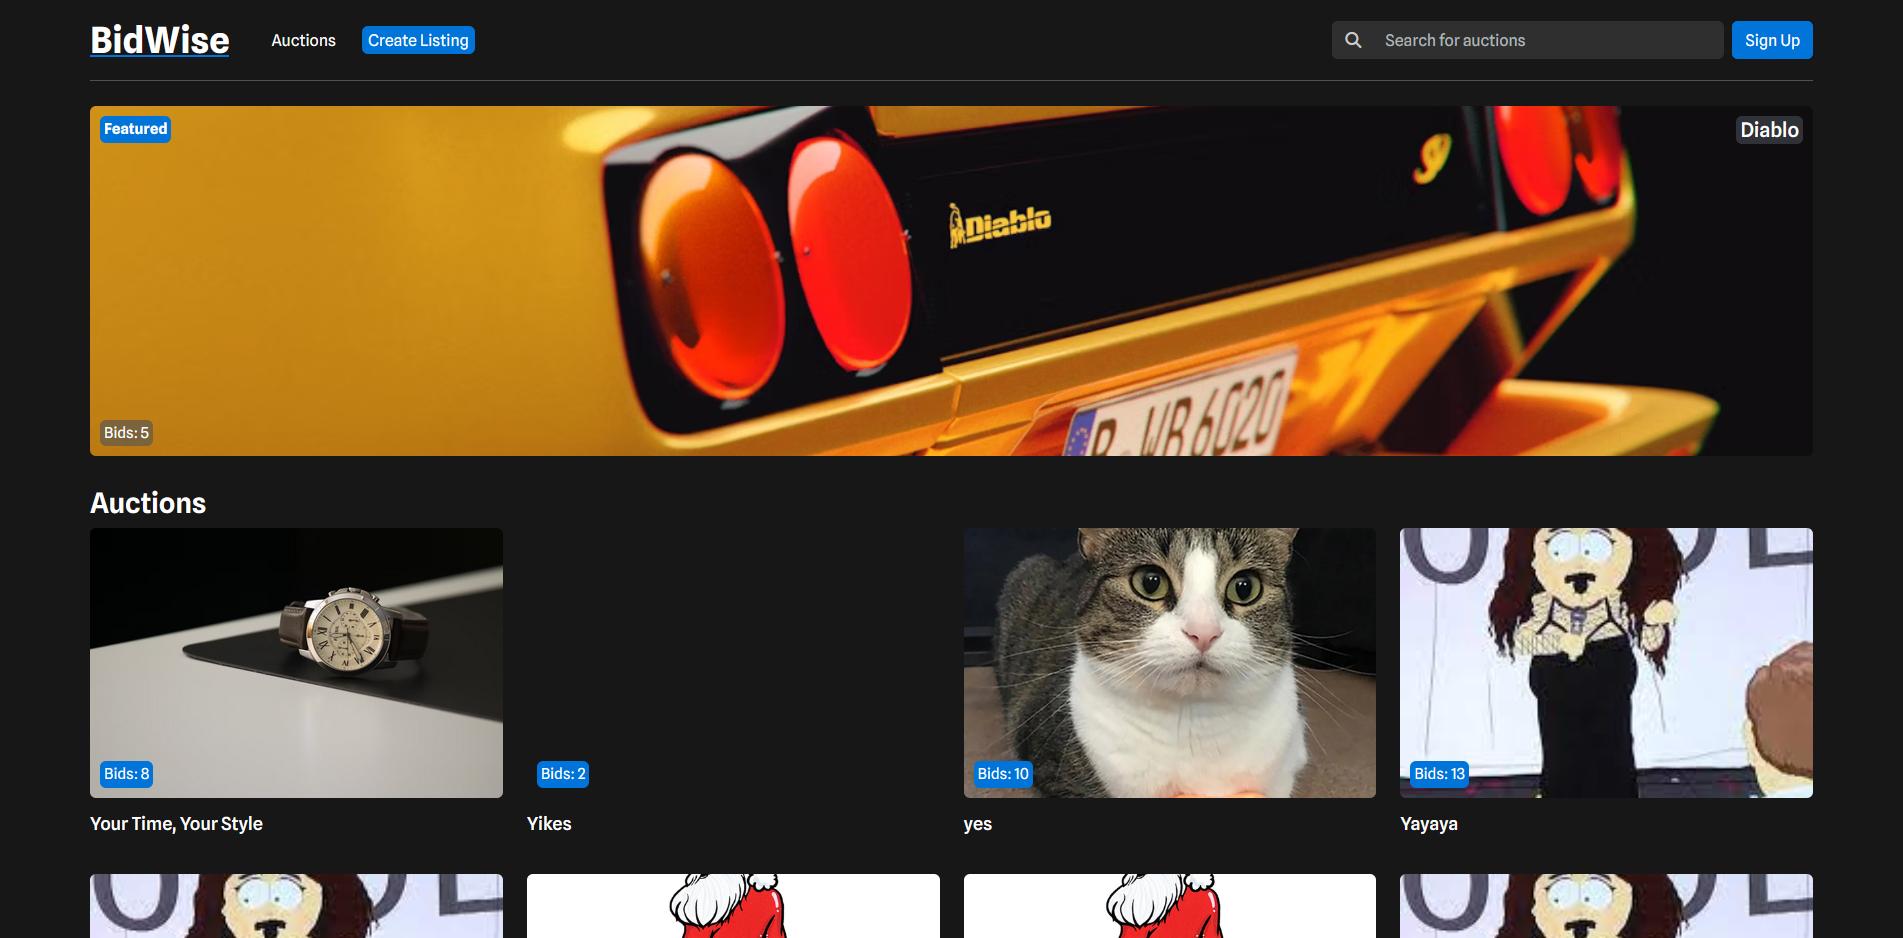 BidWise
Auctions
Create Listing
Search for auctions
Sign Up
Featured
Diablo
Diablo
WB 6020
Bids: 5
Auctions
Bids: 8
Bids: 2
Bids: 10
Bids: 13
Your Time, Your Style
Yikes
yes
Yayaya